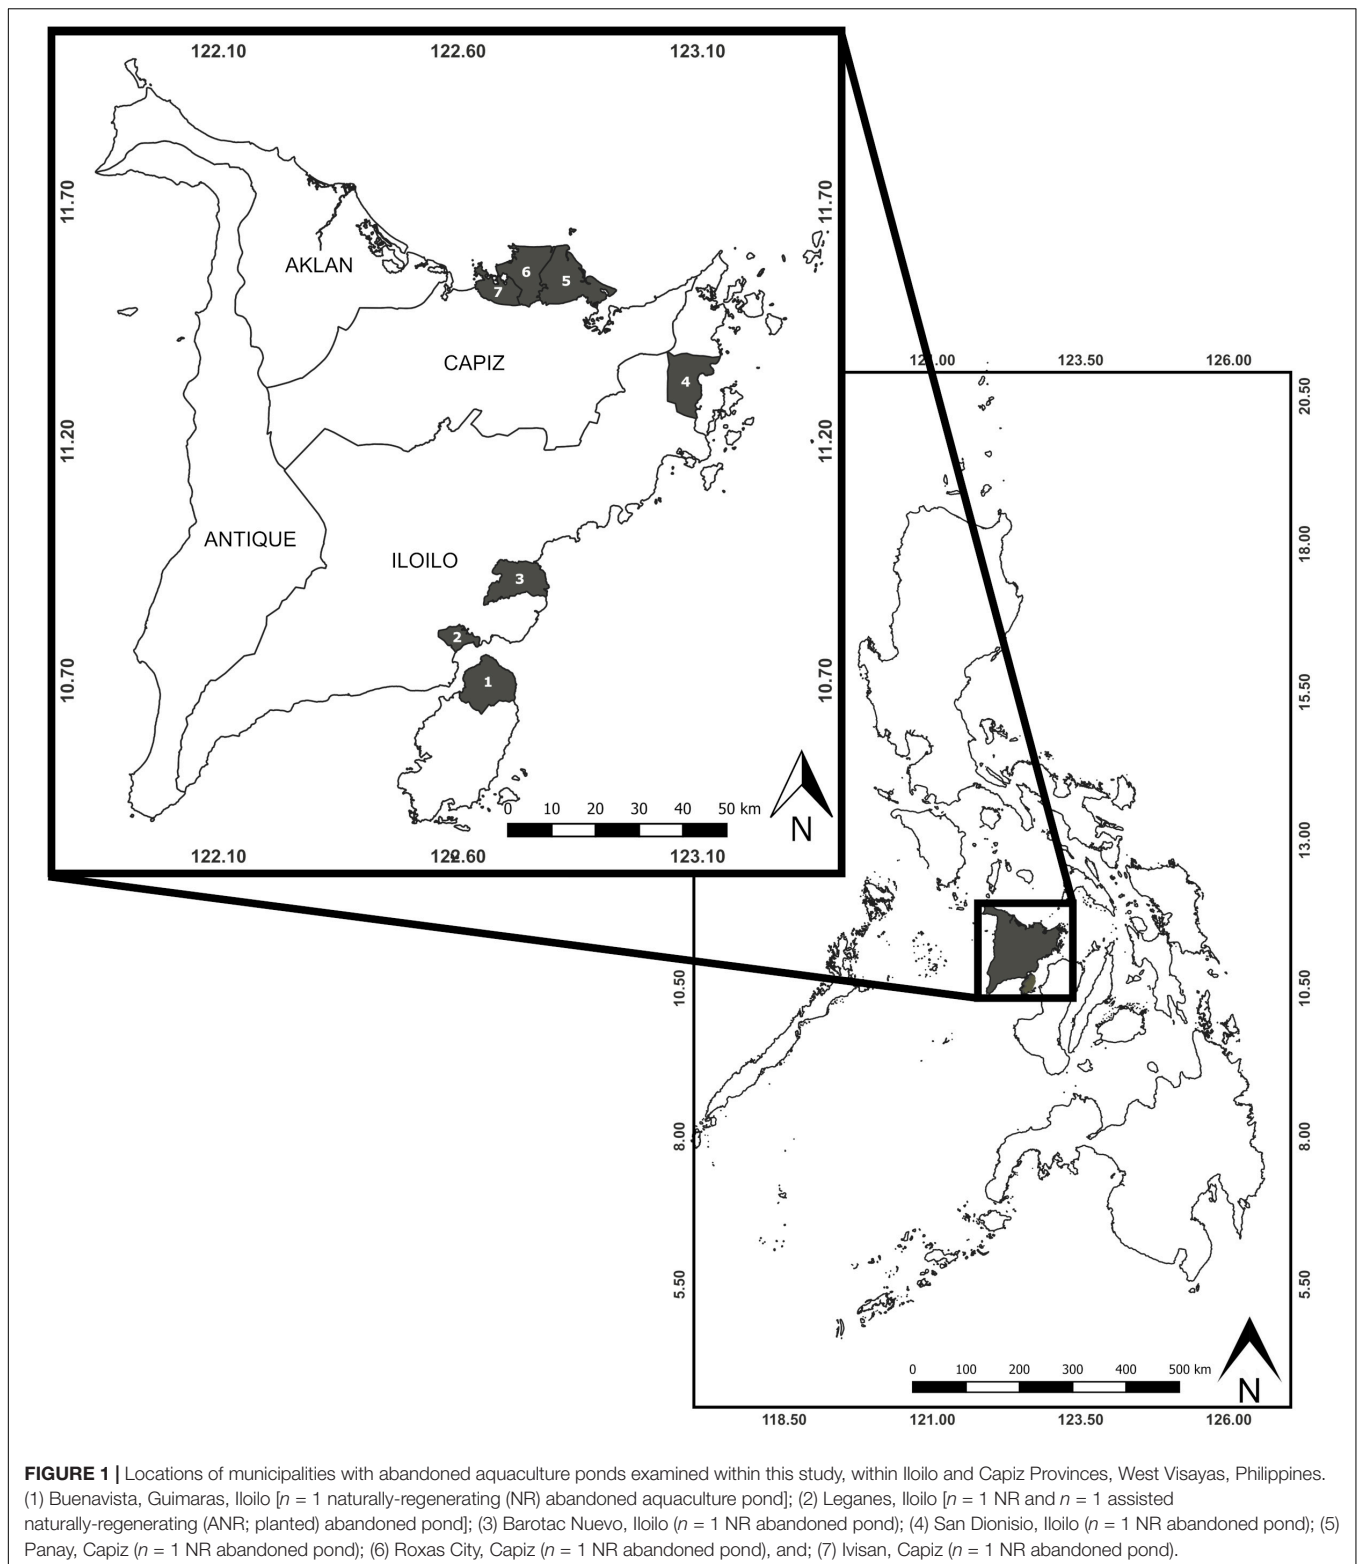 122.10 122.60 123.10
11.70 11.70
AKLAN
6
5
7
CAPIZ
4
121.00 123.50 126.00
20.50
11.20 11.20
ANTIQUE
ILOILO
18.00
3
2
10.70 10.70
1
15.50
0 10 20 30 40 50 km
N
13.00
122.10 122.60 123.10
10.50 10.50
8.00 8.00
5.50 5.50
0 100 200 300 400 500 km
N
118.50 121.00 123.50 126.00
FIGURE 1 | Locations of municipalities with abandoned aquaculture ponds examined within this study, within Iloilo and Capiz Provinces, West Visayas, Philippines.
(1) Buenavista, Guimaras, Iloilo [n = 1 naturally-regenerating (NR) abandoned aquaculture pond]; (2) Leganes, Iloilo [n = 1 NR and n = 1 assisted
naturally-regenerating (ANR; planted) abandoned pond]; (3) Barotac Nuevo, Iloilo (n = 1 NR abandoned pond); (4) San Dionisio, Iloilo (n = 1 NR abandoned pond); (5)
Panay, Capiz (n = 1 NR abandoned pond); (6) Roxas City, Capiz (n = 1 NR abandoned pond), and; (7) Ivisan, Capiz (n = 1 NR abandoned pond).